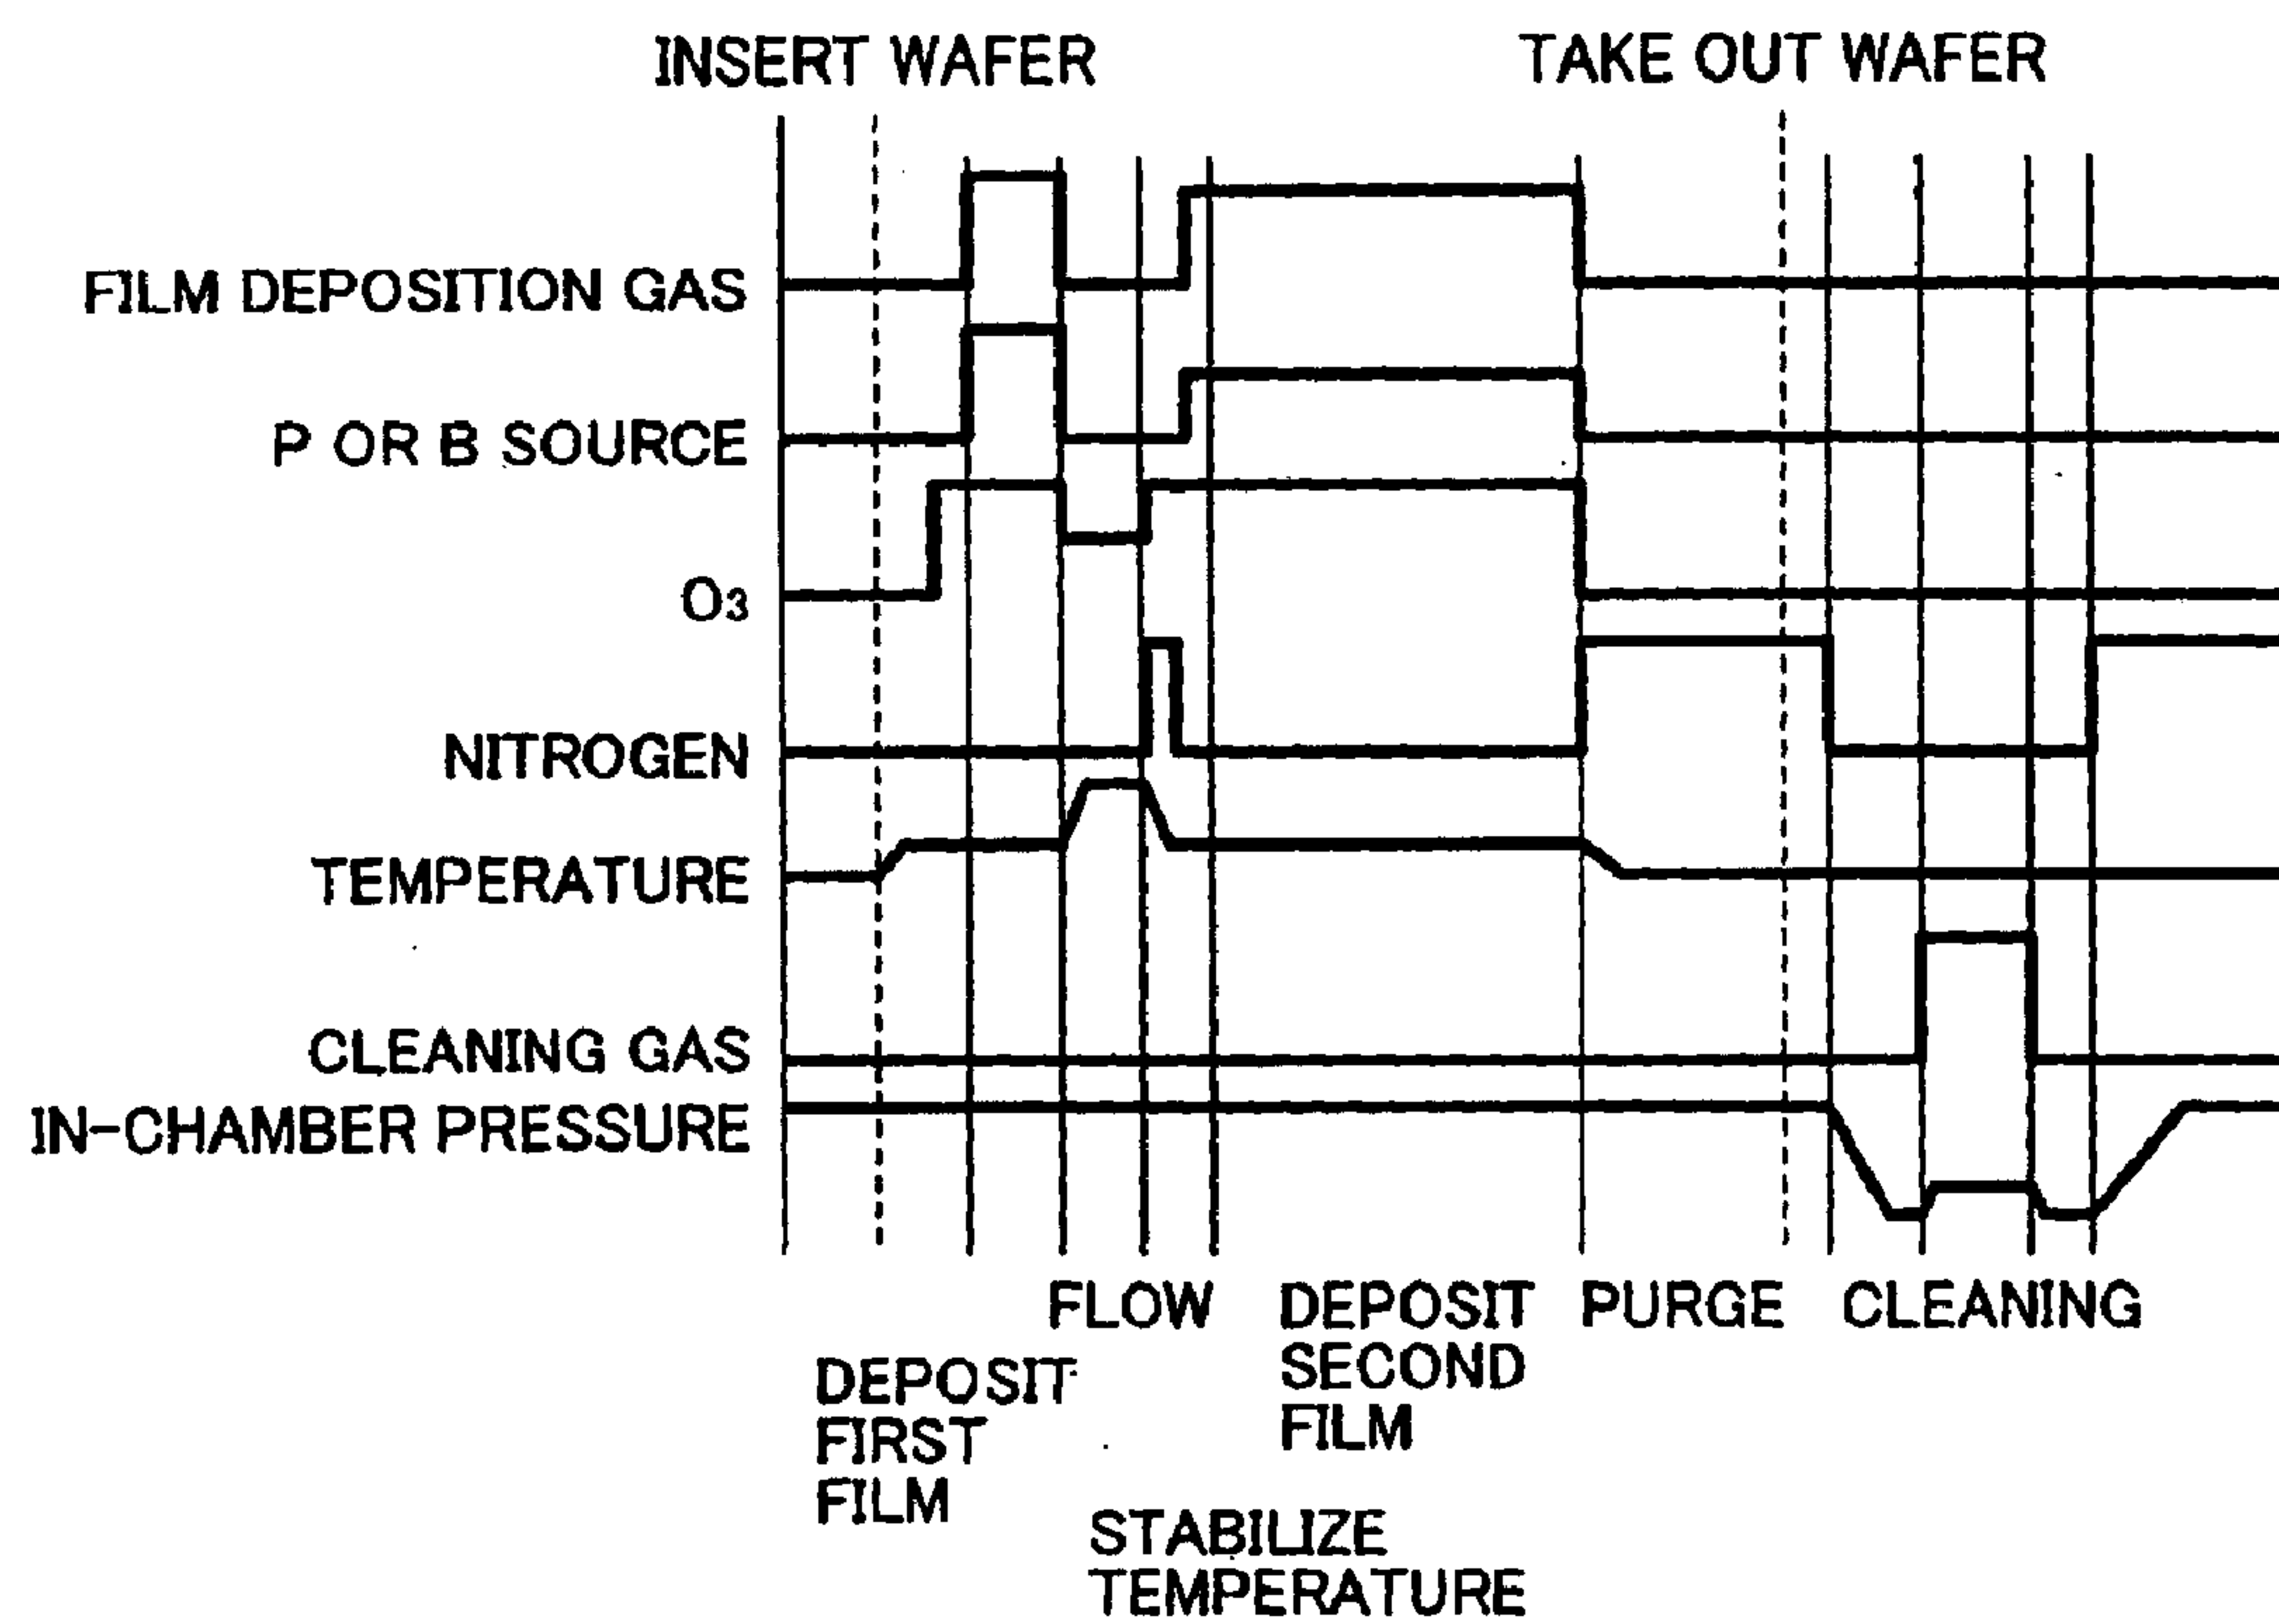 INSERT WAFER
TAKE OUT WAFER
FILM DEPOSITION GAS
P OR B SOURCE
O3
NITROGEN
TEMPERATURE
CLEANING GAS
IN-CHAMBER PRESSURE
FLOW
DEPOSIT
SECOND
FILM
PURGE
CLEANING
DEPOSIT
FIRST
FILM
STABILIZE
TEMPERATURE